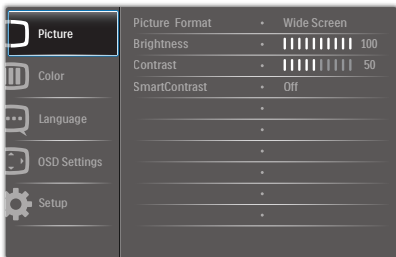 Picture
Color
Language
OSD Settings
Setup
Picture Format • Wide Screen
Brightness • 100
Contrast • 50
SmartContrast • Off